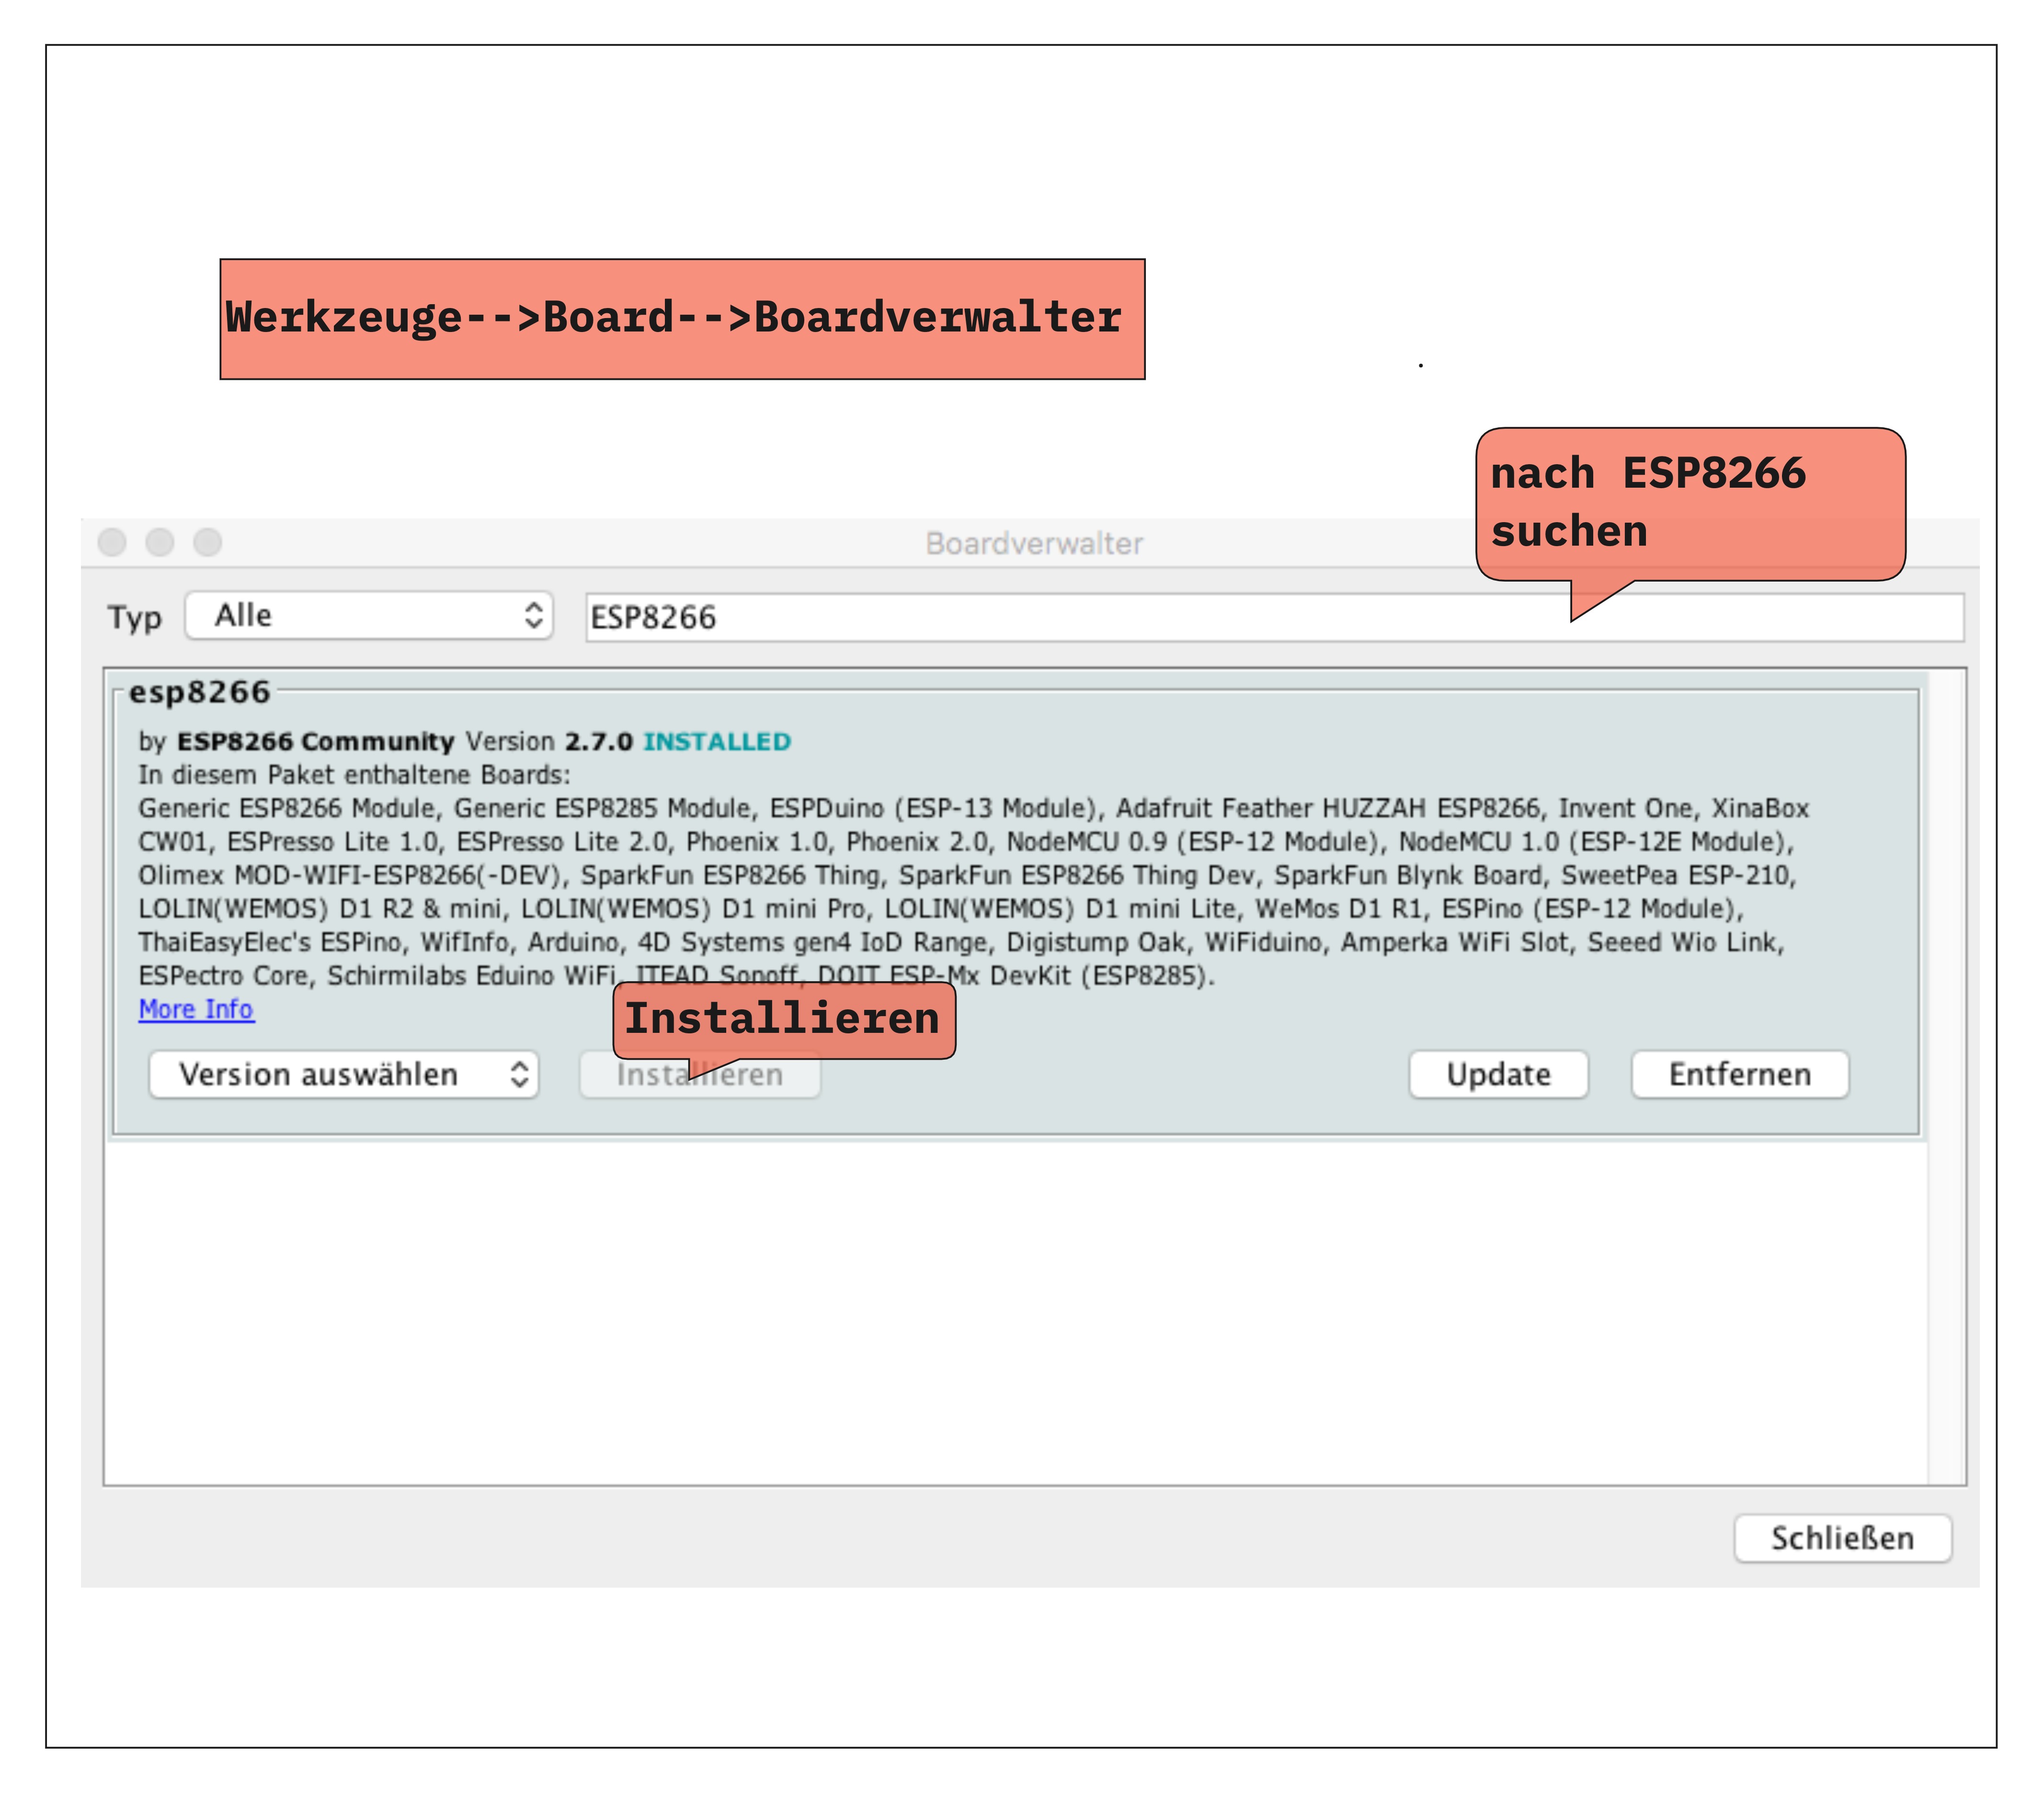 Werkzeuge-->Board-->Boardverwalter
.
nach ESP8266
suchen
Boardverwalter
Typ Alle ESP8266
esp8266
by ESP8266 Community Version 2.7.0 INSTALLED
In diesem Paket enthaltene Boards:
Generic ESP8266 Module, Generic ESP8285 Module, ESPDuino (ESP-13 Module), Adafruit Feather HUZZAH ESP8266, Invent One, XinaBox
CW01, ESPresso Lite 1.0, ESPresso Lite 2.0, Phoenix 1.0, Phoenix 2.0, NodeMCU 0.9 (ESP-12 Module), NodeMCU 1.0 (ESP-12E Module),
Olimex MOD-WIFI-ESP8266(-DEV), SparkFun ESP8266 Thing, SparkFun ESP8266 Thing Dev, SparkFun Blynk Board, SweetPea ESP-210,
LOLIN(WEMOS) D1 R2 & mini, LOLIN(WEMOS) D1 mini Pro, LOLIN(WEMOS) D1 mini Lite, WeMos D1 R1, ESPino (ESP-12 Module),
ThaiEasyElec's ESPino, WifInfo, Arduino, 4D Systems gen4 IoD Range, Digistump Oak, WiFiduino, Amperka WiFi Slot, Seeed Wio Link,
ESPectro Core, Schirmilabs Eduino WiFi, ITEAD Sonoff, DOIT ESP-Mx DevKit (ESP8285).
More Info
Installieren
Version auswählen Installieren Update Entfernen
Schließen